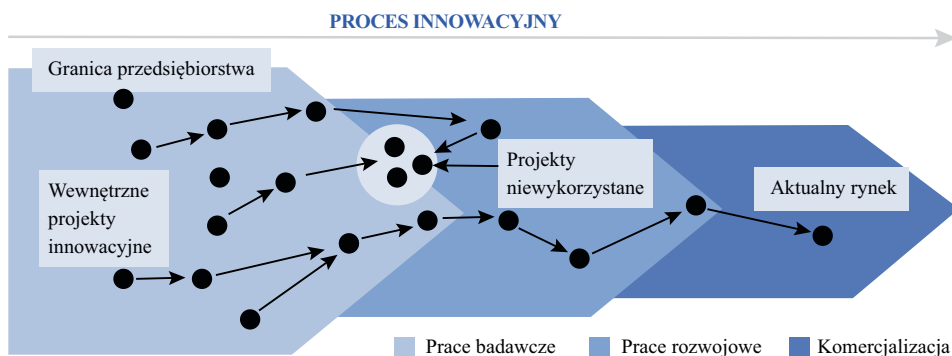 PROCES INNOWACYJNY
Granica przedsiębiorstwa
Wewnętrzne
projekty
innowacyjne
Projekty
niewykorzystane
Aktualny rynek
Prace badawcze
Prace rozwojowe
Komercjalizacja